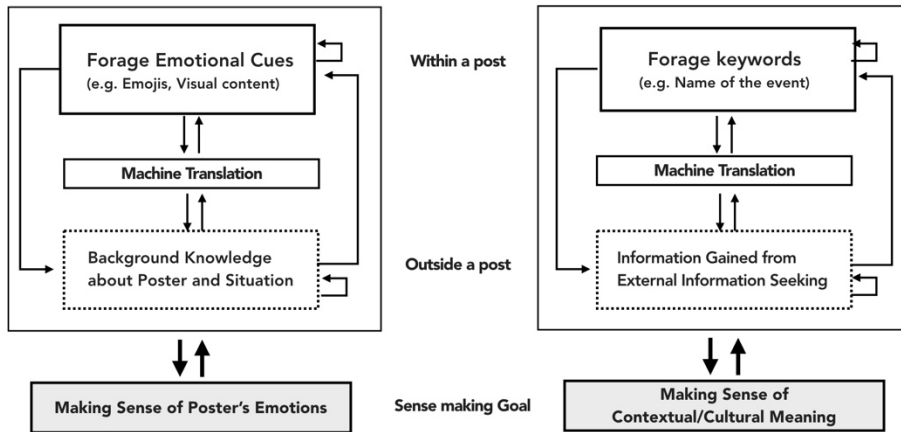 Forage Emotional Cues
(e.g. Emojis, Visual content)
Machine Translation
Background Knowledge
about Poster and Situation
Making Sense of Poster's Emotions
Within a post
Outside a post
Sense making Goal
Forage keywords
(e.g. Name of the event)
Machine Translation
Information Gained from
External Information Seeking
Making Sense of
Contextual/Cultural Meaning